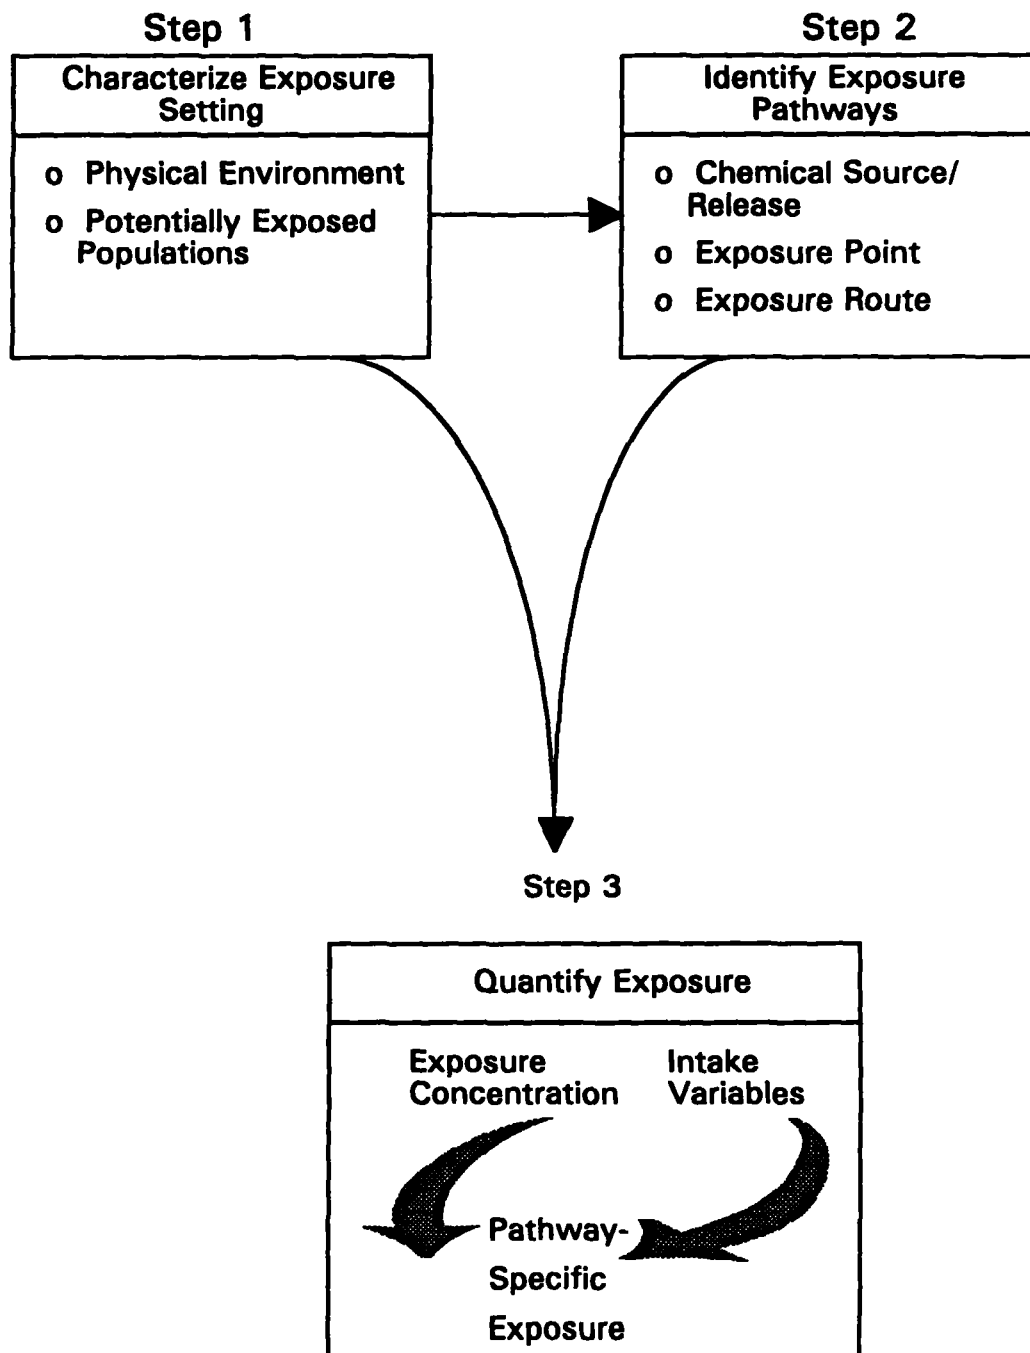 Step 1
Characterize Exposure
Setting
o Physical Environment
o Potentially Exposed
Populations
Step 2
Identify Exposure
Pathways
o Chemical Source/
Release
o Exposure Point
o Exposure Route
Step 3
Quantify Exposure
Exposure
Concentration
Intake
Variables
Pathway-
Specific
Exposure